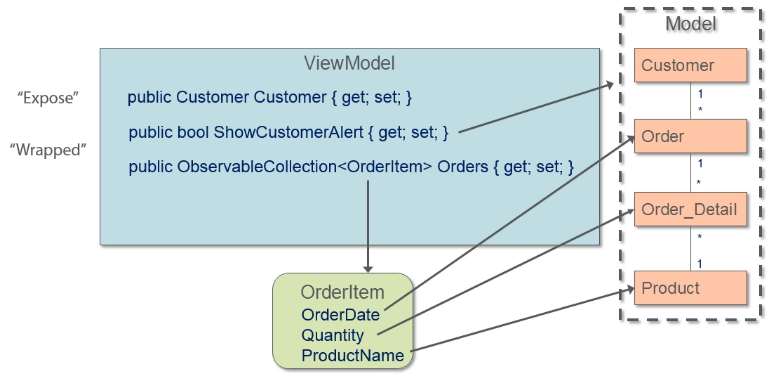 Model
ViewModel
Customer
“Expose”
public Customer Customer { get; set; }
1
*
public bool ShowCustomerAlert { get; set; }
Order
“Wrapped”
public ObservableCollection<OrderItem> Orders { get; set; }
1
*
Order_Detail
*
1
OrderItem
Product
OrderDate
Quantity
ProductName